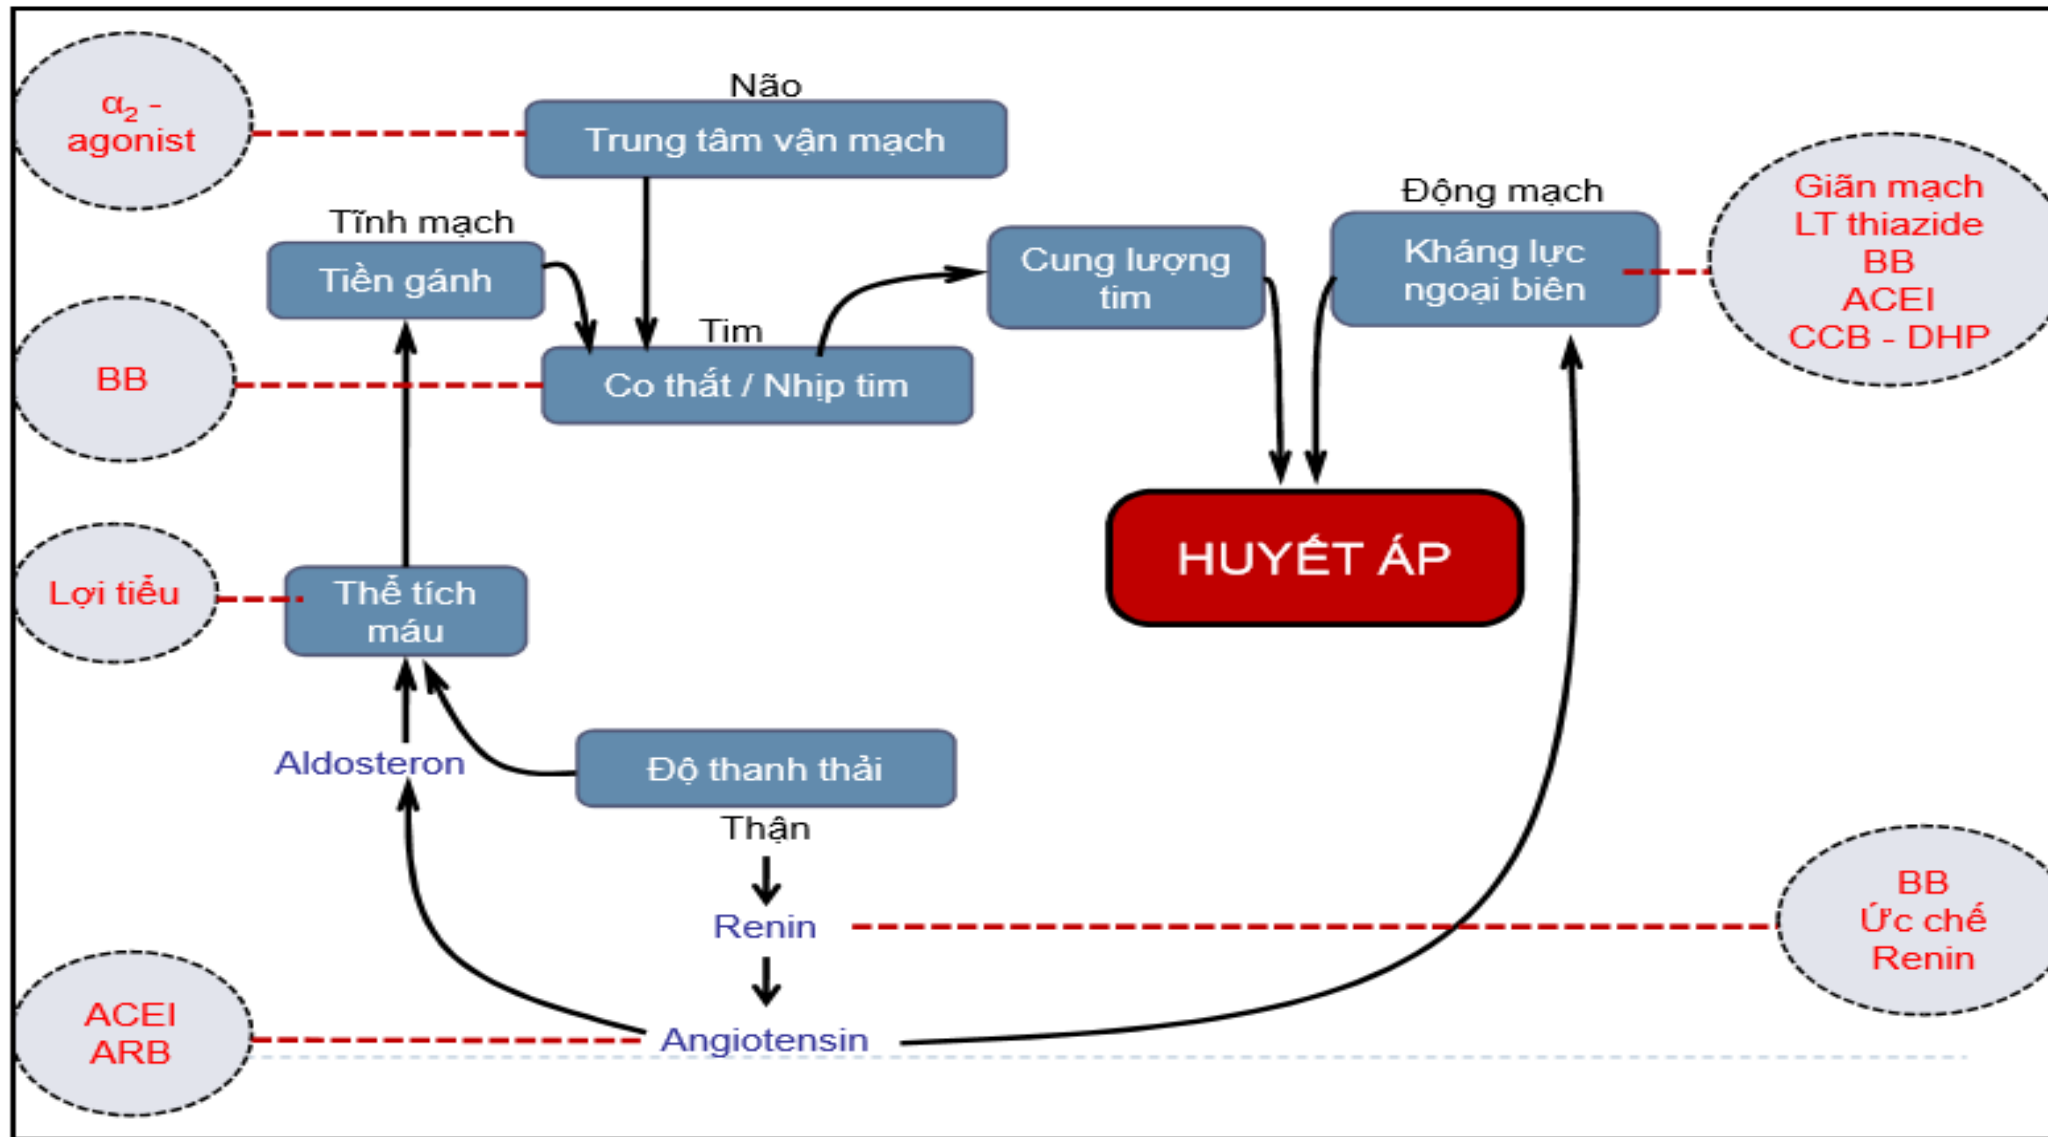 α₂ -
agonist
Não
Trung tâm vận mạch
Động mạch
Kháng lực
ngoại biên
Giãn mạch
LT thiazide
BB
ACEI
CCB - DHP
Tĩnh mạch
Tiền gánh
Cung lượng
tim
BB
Tim
Co thắt / Nhịp tim
HUYẾT ÁP
Lợi tiểu
Thể tích
máu
Aldosteron
Độ thanh thải
Thận
Renin
BB
Ức chế
Renin
ACEI
ARB
Angiotensin